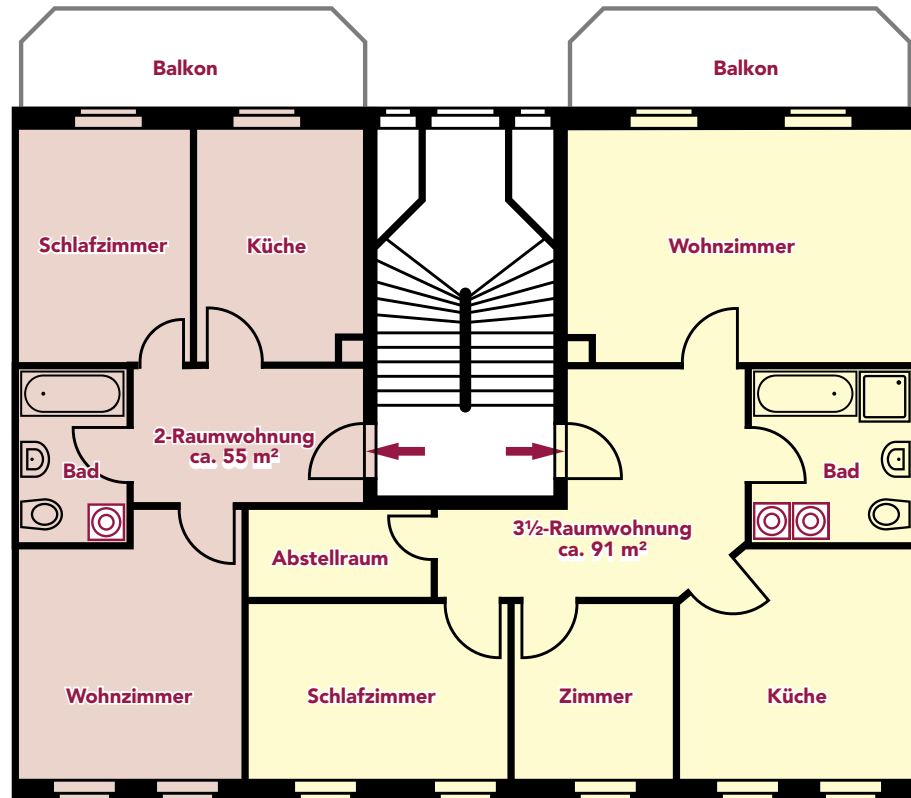 Balkon
Balkon
Schlafzimmer
Küche
Wohnzimmer
2-Raumwohnung
ca. 55 m²
Bad
Bad
3½-Raumwohnung
ca. 91 m²
Abstellraum
Wohnzimmer
Schlafzimmer
Zimmer
Küche